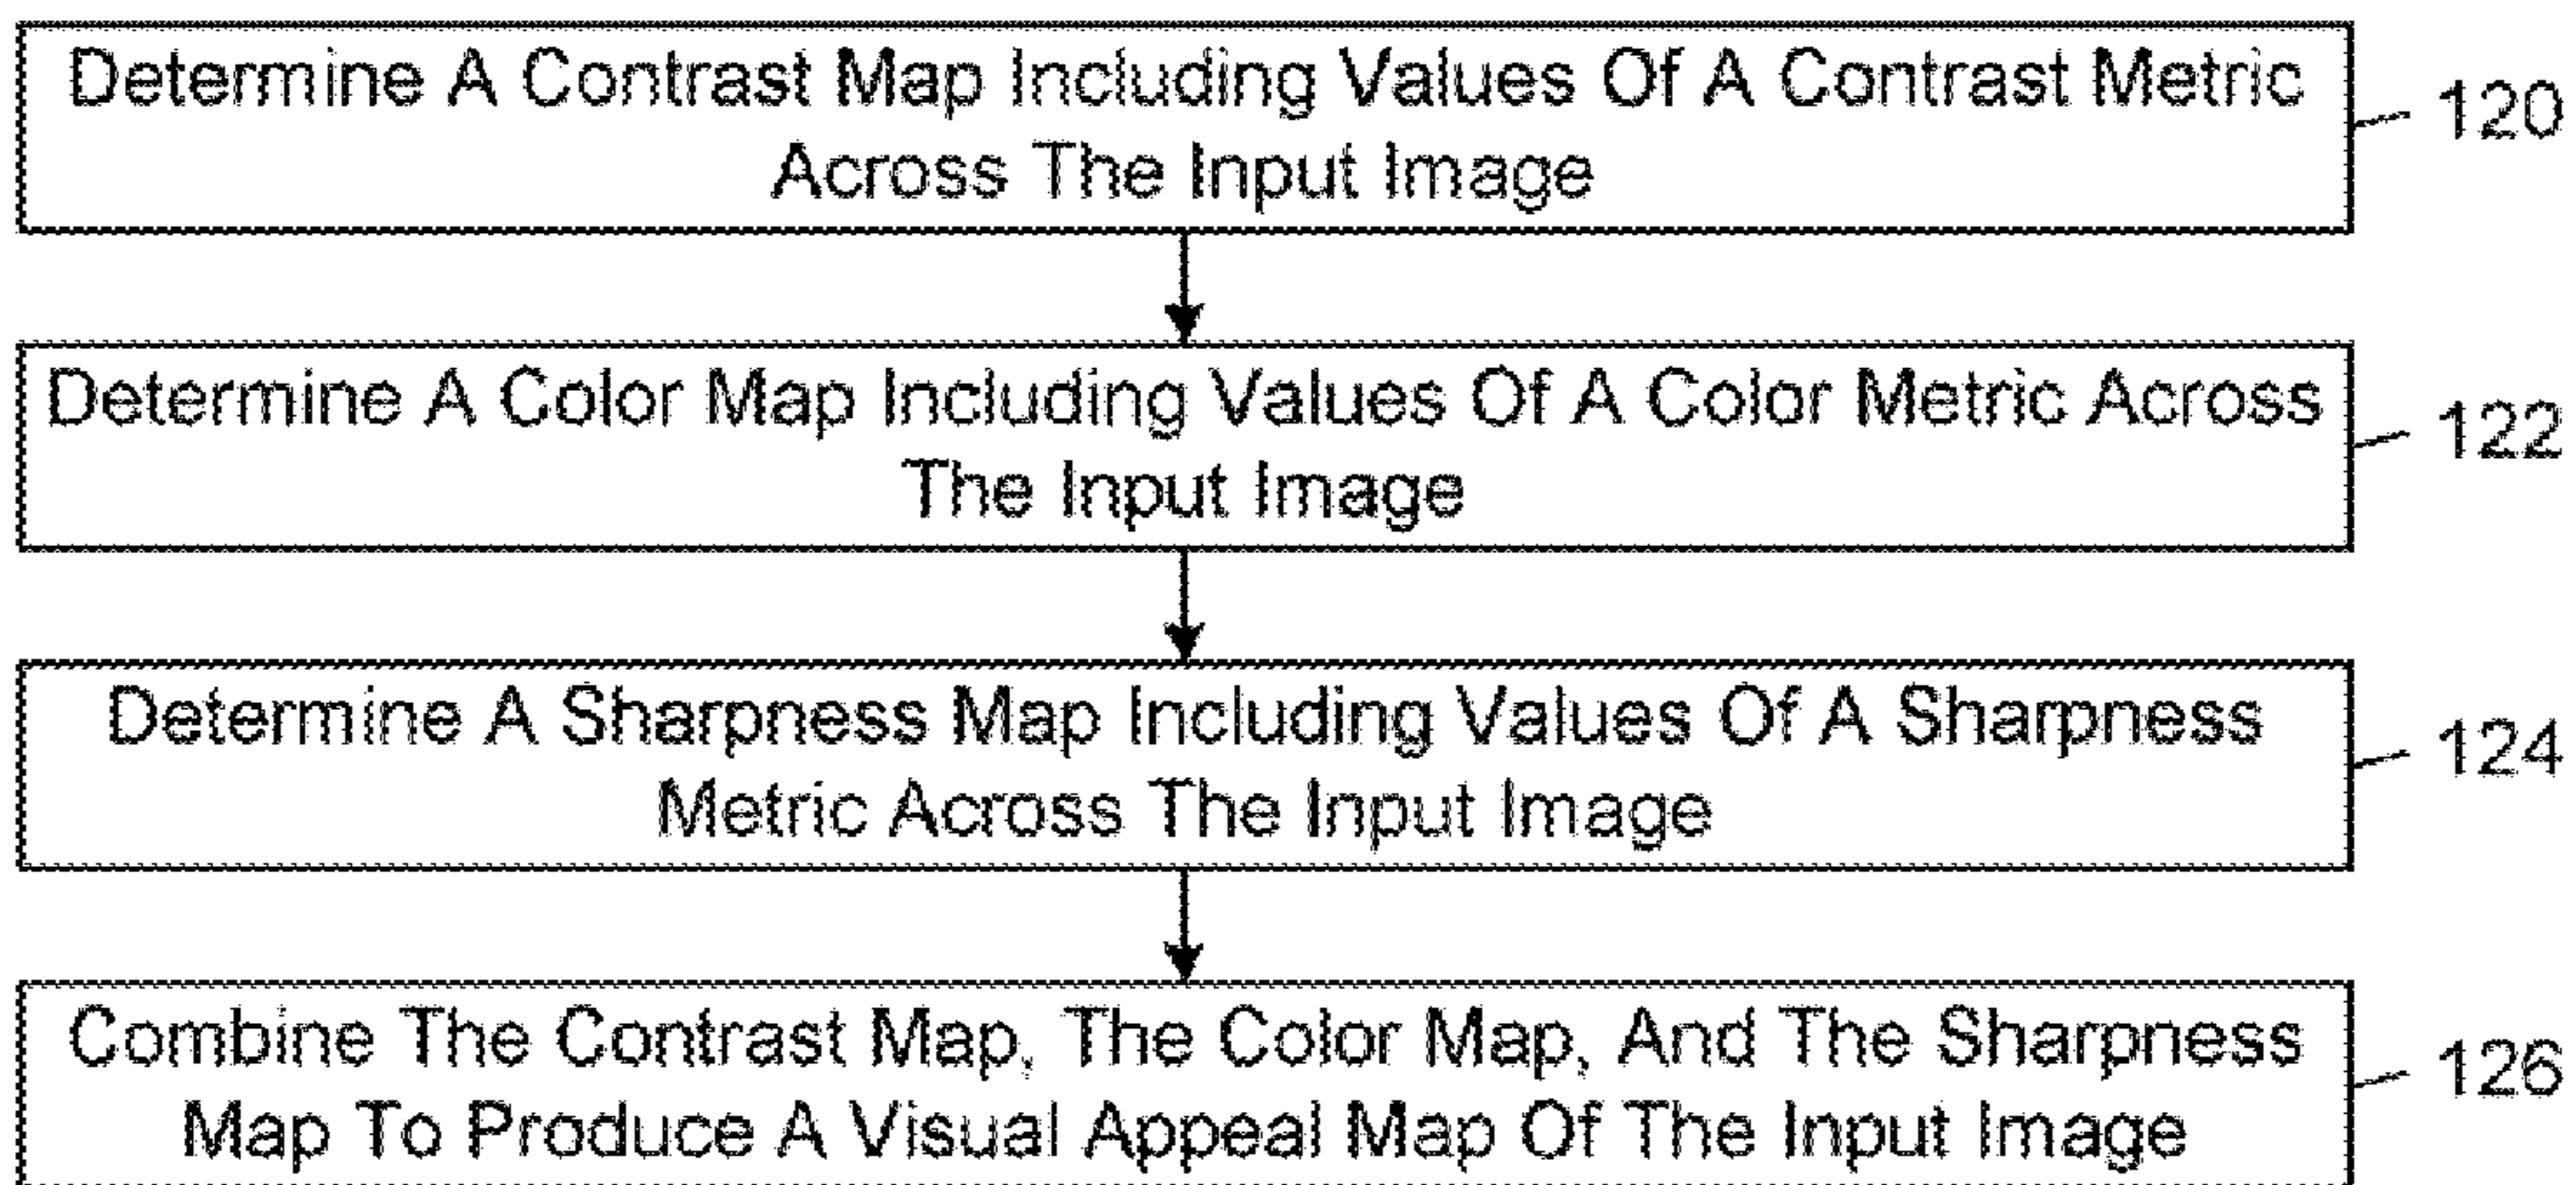 Determine A Contrast Map Including Values Of A Contrast Metric
Across The Input Image
120
Determine A Color Map Including Values Of A Color Metric Across
The Input Image
122
Determine A Sharpness Map Including Values Of A Sharpness
Metric Across The Input Image
124
Combine The Contrast Map, The Color Map, And The Sharpness
Map To Produce A Visual Appeal Map Of The Input Image
126